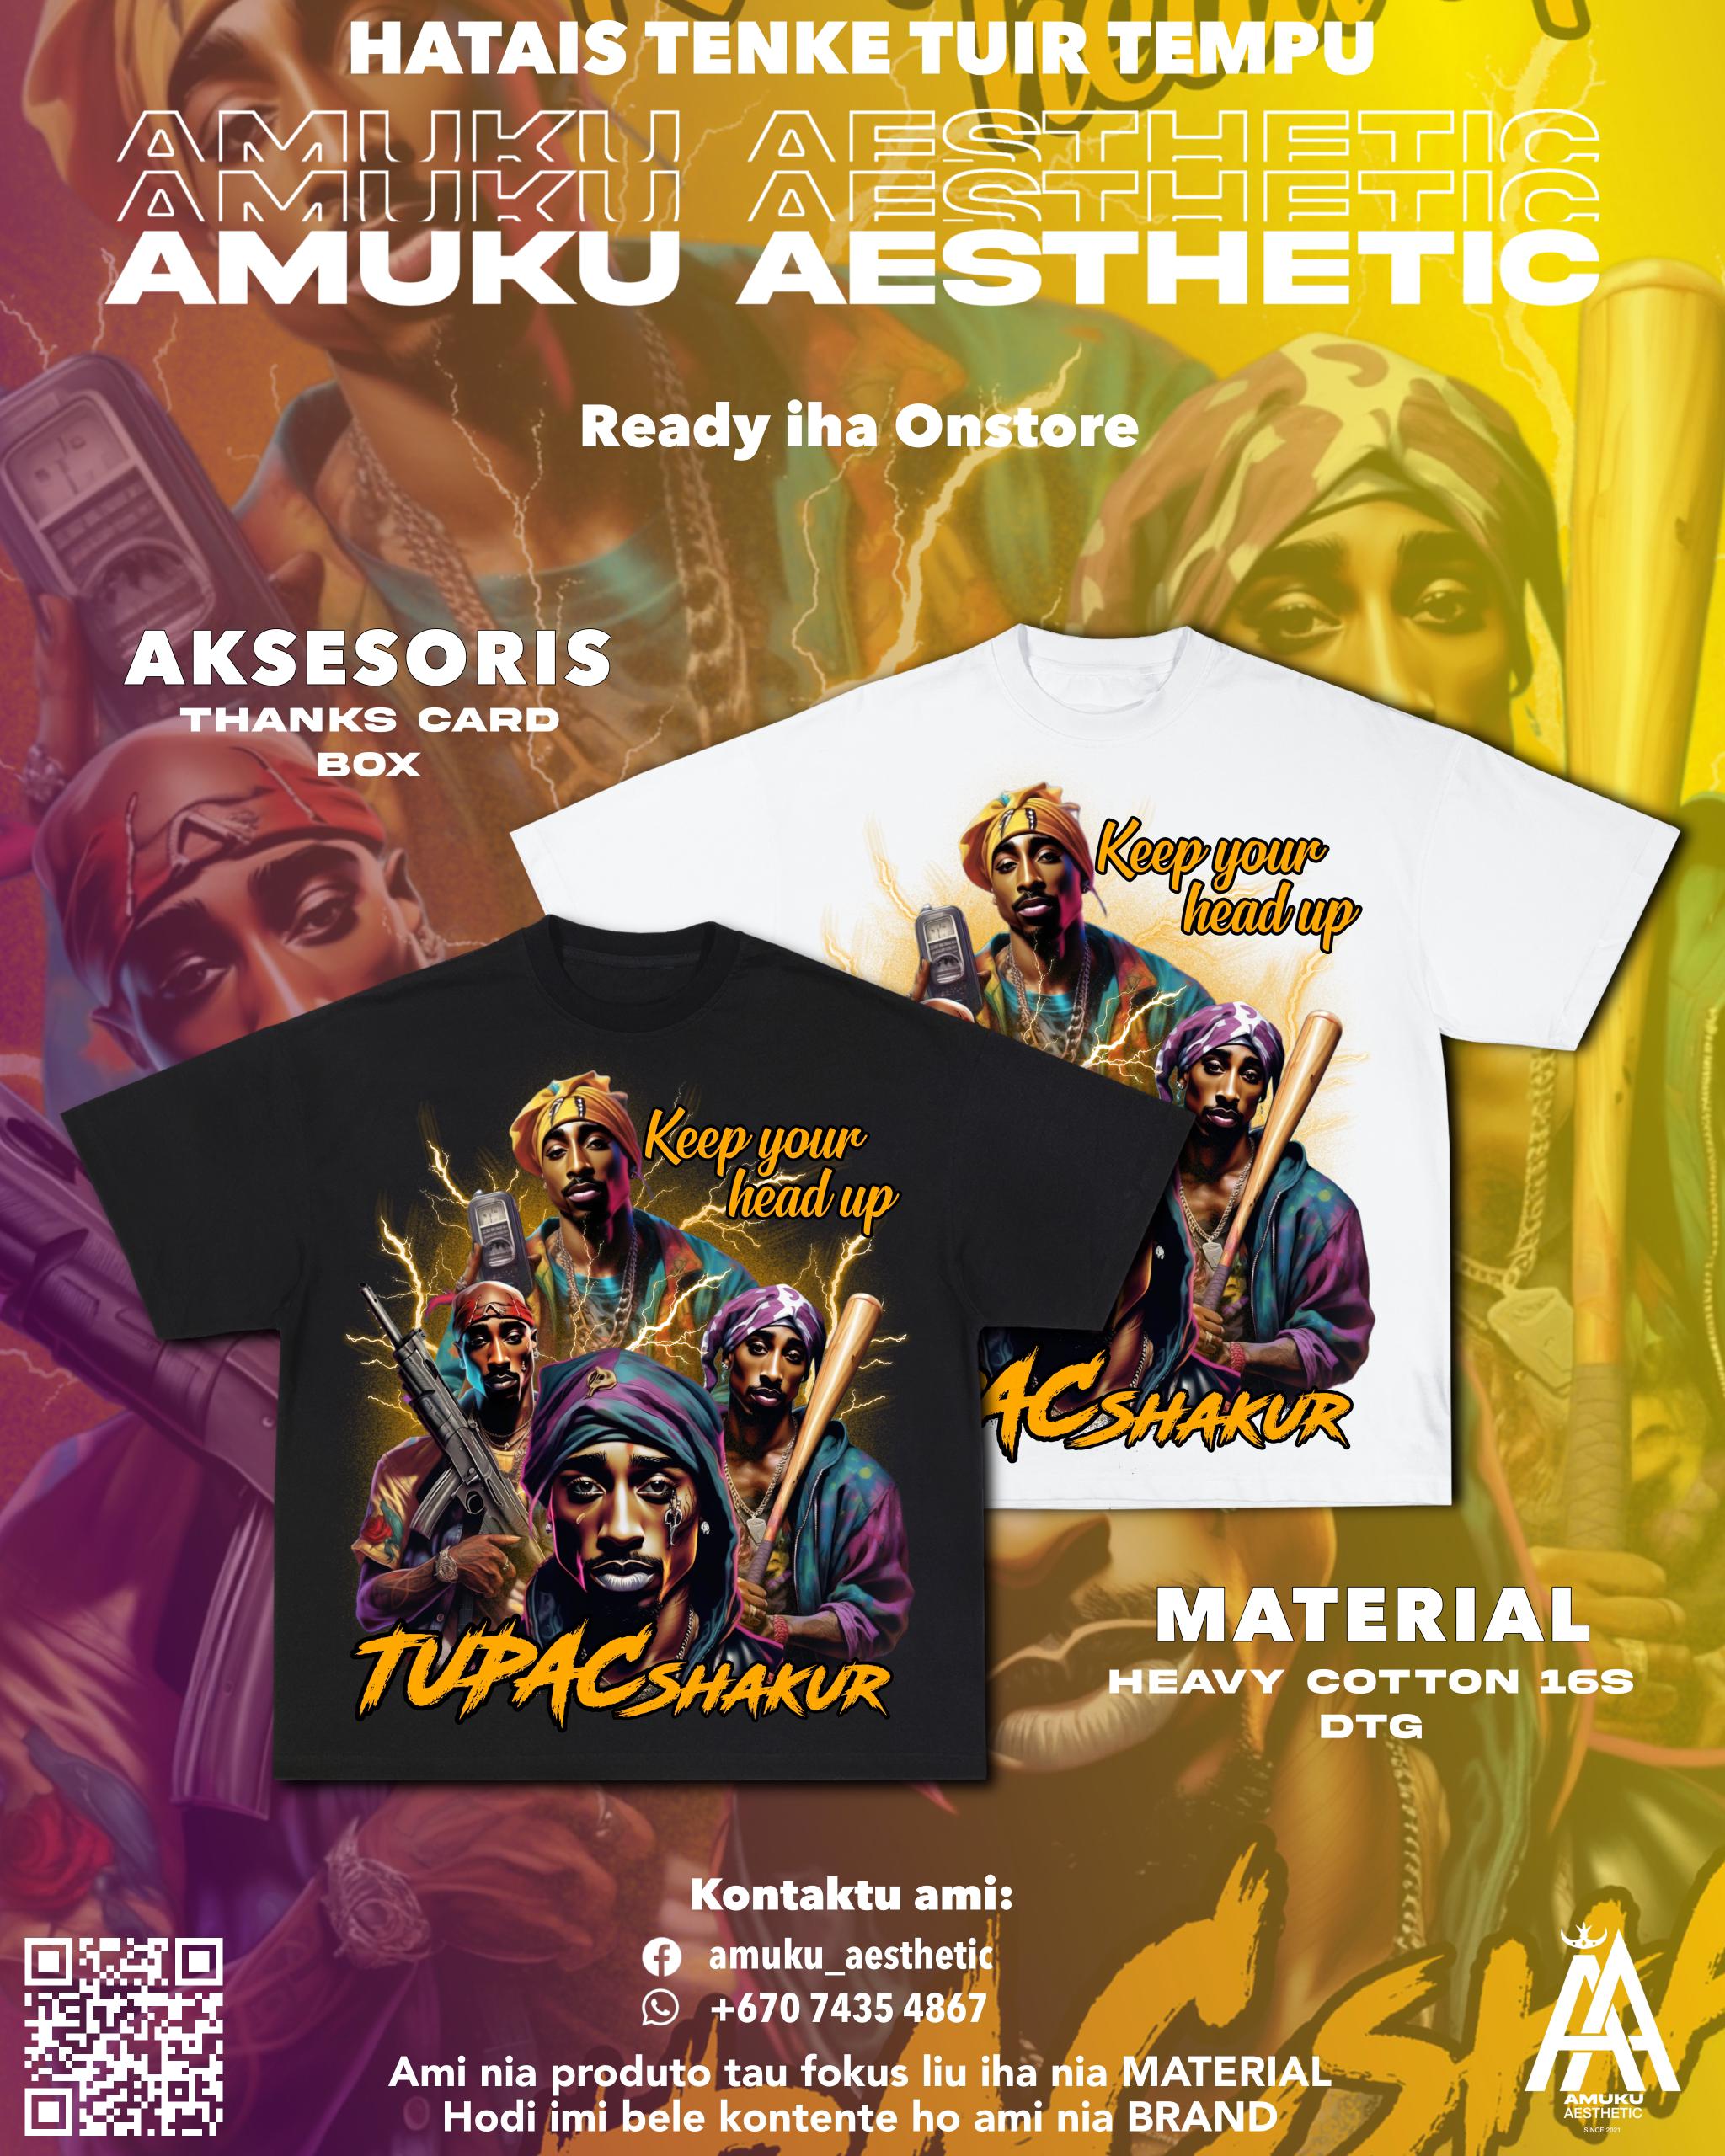 HATAIS TENKE TUIR TEMPU
AMUKU AESTHETIC
AMUKU AESTHETIC
AMUKU AESTHETIC
Ready iha Onstore
AKSESORIS
THANKS CARD
BOX
Keep your
head up
ACSHAKUR
Keep your
head up
TUPACSHAKUR
MATERIAL
HEAVY COTTON 16S
DTG
Kontaktu ami:
amuku_aesthetic
+670 7435 4867
Ami nia produto tau fokus liu iha nia MATERIAL
Hodi imi bele kontente ho ami nia BRAND
AMUKU
AESTHETIC
SINCE 2021